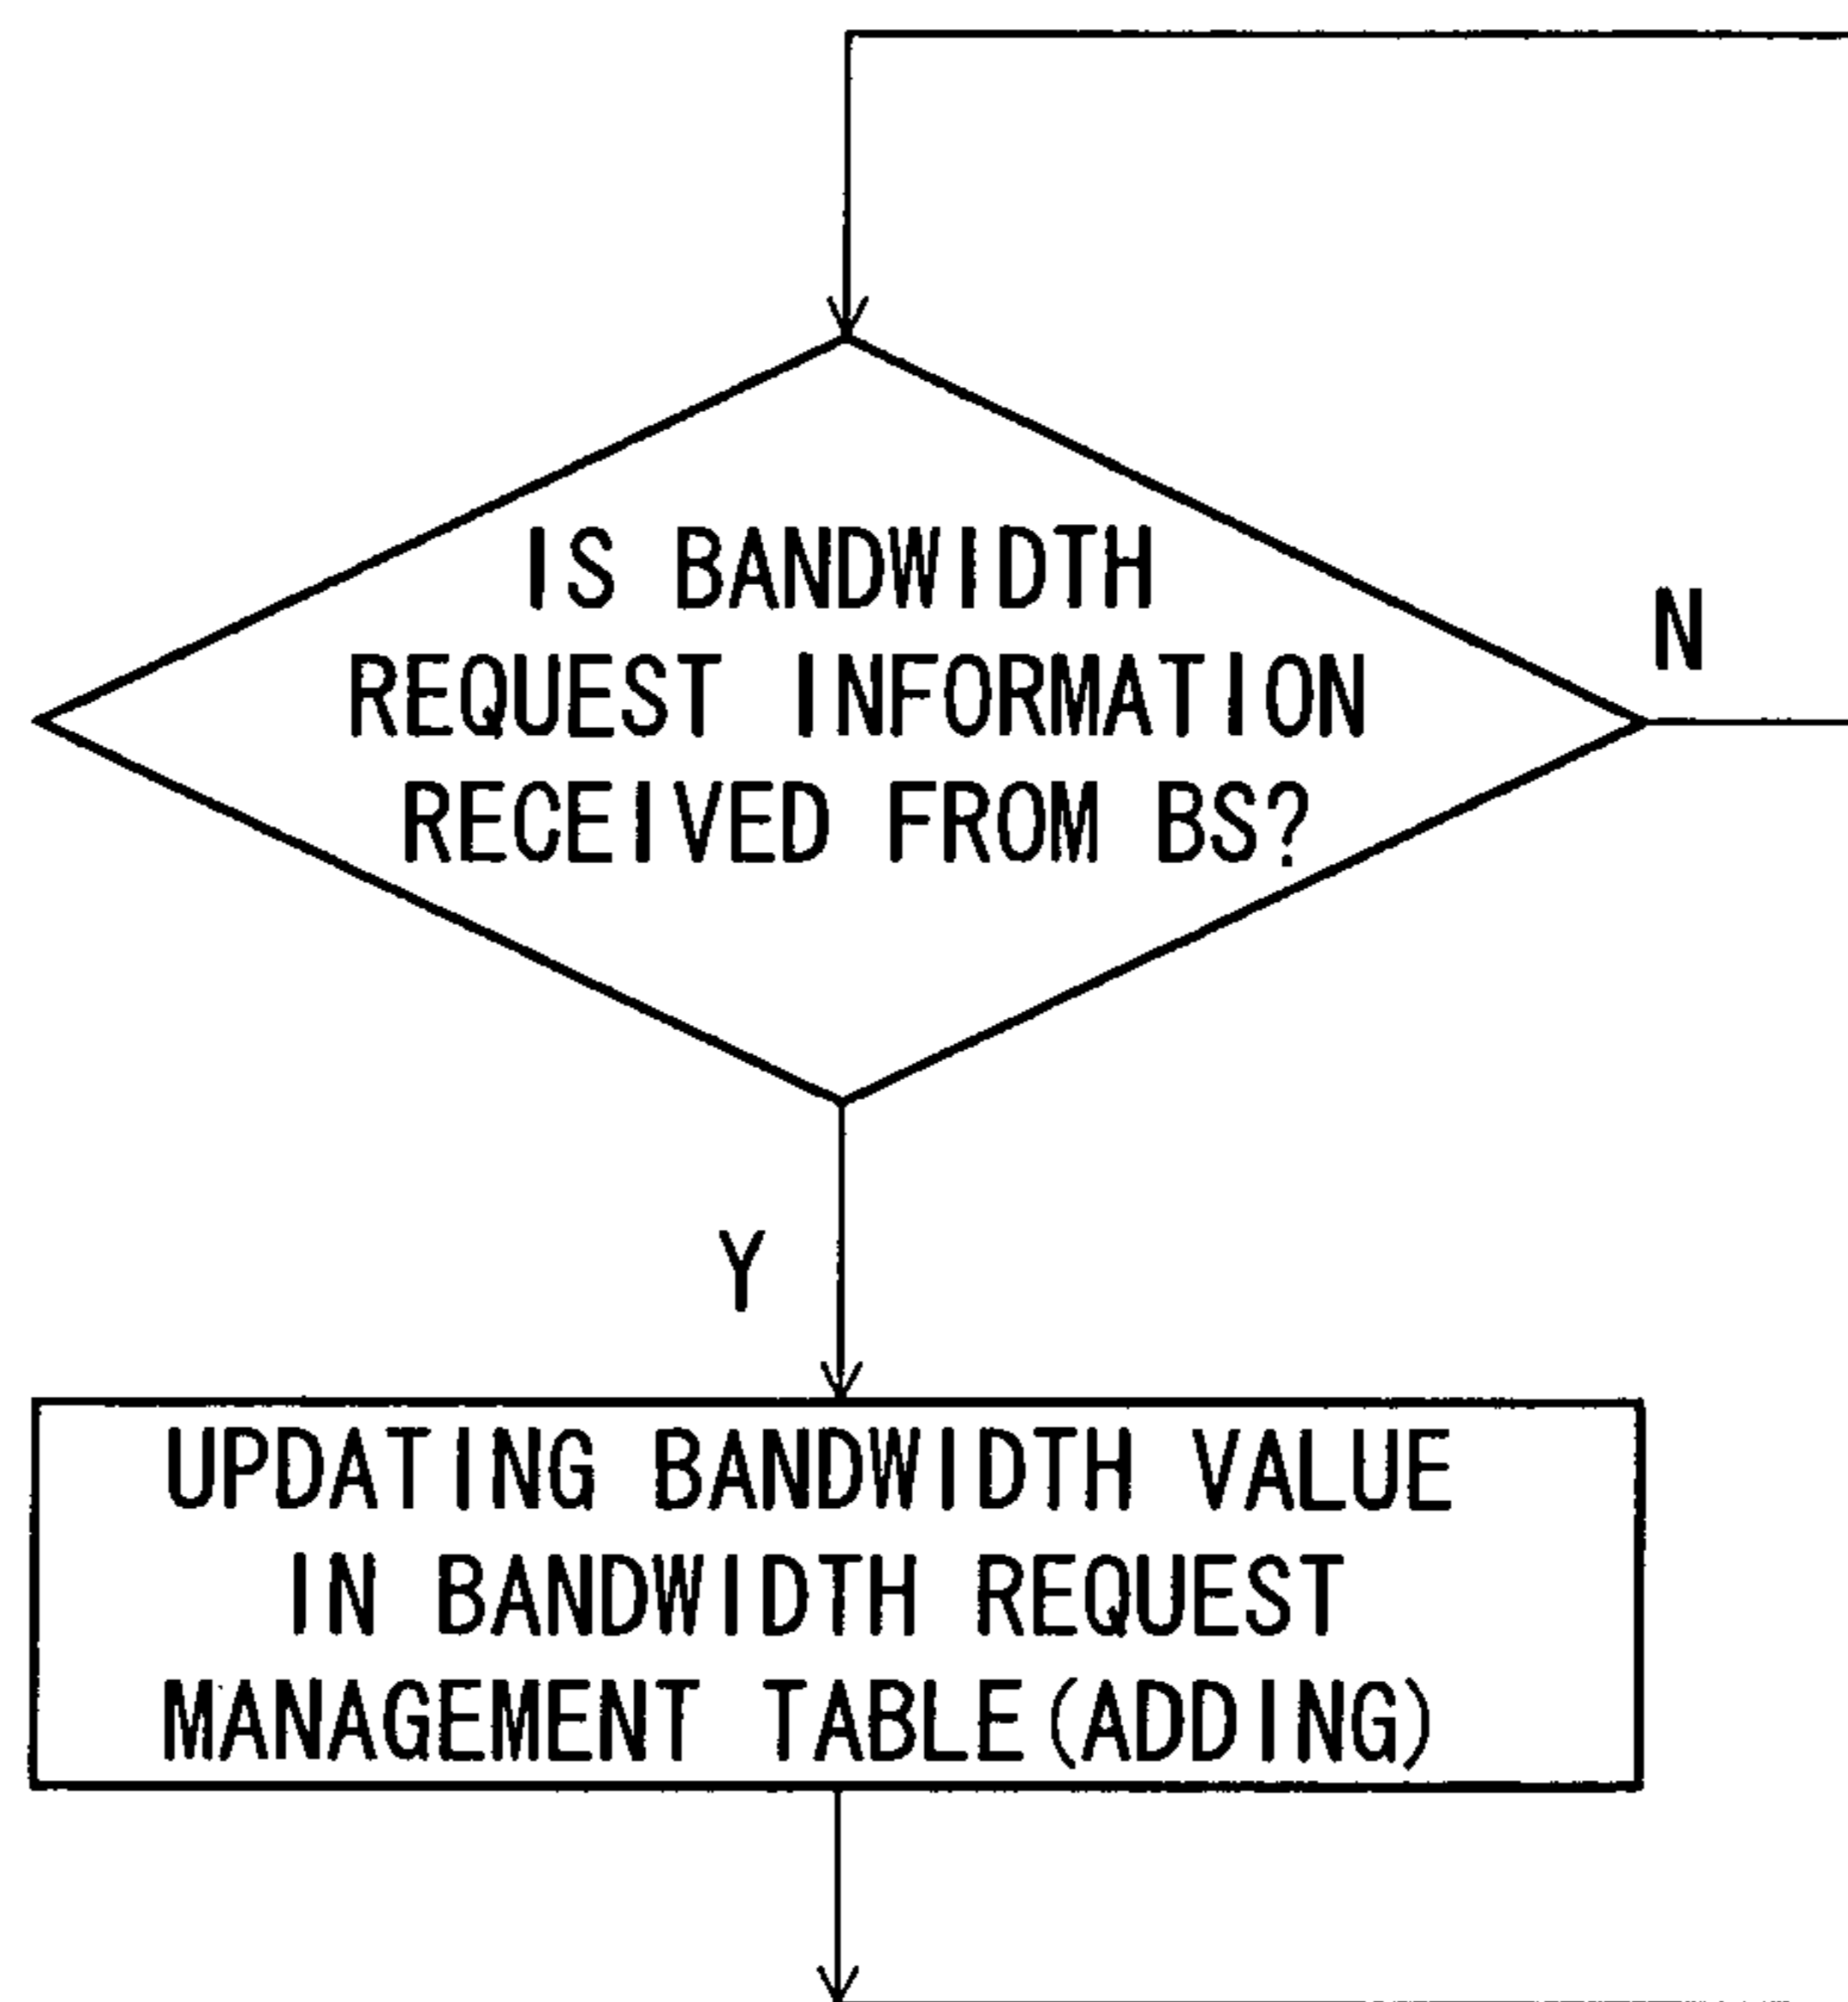 IS BANDWIDTH
REQUEST INFORMATION
RECEIVED FROM BS?
N
Y
UPDATING BANDWIDTH VALUE
IN BANDWIDTH REQUEST
MANAGEMENT TABLE(ADDING)